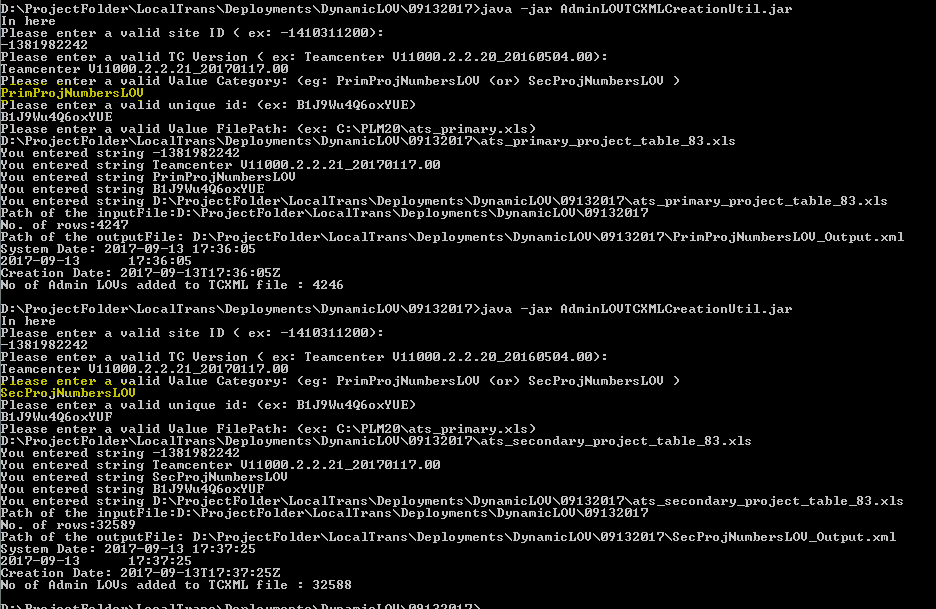 D:\ProjectFolder\LocalTrans\Deployments\DynamicLOV\09132017>java -jar AdminLOVTCXMLCreationUtil.jar
In here
Please enter a valid site ID ( ex: -1410311200):
-1381982242
Please enter a valid TC Version ( ex: Teamcenter V11000.2.2.20_20160504.00):
Teamcenter V11000.2.2.21_20170117.00
Please enter a valid Value Category: (eg: PrimProjNumbersLOV (or) SecProjNumbersLOV )
PrimProjNumbersLOV
Please enter a valid unique id: (ex: B1J9Wu4Q6oxYUE)
B1J9Wu4Q6oxYUE
Please enter a valid Value FilePath: (ex: C:\PLM20\ats_primary.xls)
D:\ProjectFolder\LocalTrans\Deployments\DynamicLOV\09132017\ats_primary_project_table_83.xls
You entered string -1381982242
You entered string Teamcenter V11000.2.2.21_20170117.00
You entered string PrimProjNumbersLOV
You entered string B1J9Wu4Q6oxYUE
You entered string D:\ProjectFolder\LocalTrans\Deployments\DynamicLOV\09132017\ats_primary_project_table_83.xls
Path of the inputFile:D:\ProjectFolder\LocalTrans\Deployments\DynamicLOV\09132017
No. of rows:4247
Path of the outputFile: D:\ProjectFolder\LocalTrans\Deployments\DynamicLOV\09132017\PrimProjNumbersLOV_Output.xml
System Date: 2017-09-13 17:36:05
2017-09-13      17:36:05
Creation Date: 2017-09-13T17:36:05Z
No of Admin LOVs added to TCXML file : 4246
D:\ProjectFolder\LocalTrans\Deployments\DynamicLOV\09132017>java -jar AdminLOVTCXMLCreationUtil.jar
In here
Please enter a valid site ID ( ex: -1410311200):
-1381982242
Please enter a valid TC Version ( ex: Teamcenter V11000.2.2.20_20160504.00):
Teamcenter V11000.2.2.21_20170117.00
Please enter a valid Value Category: (eg: PrimProjNumbersLOV (or) SecProjNumbersLOV )
SecProjNumbersLOV
Please enter a valid unique id: (ex: B1J9Wu4Q6oxYUE)
B1J9Wu4Q6oxYUF
Please enter a valid Value FilePath: (ex: C:\PLM20\ats_primary.xls)
D:\ProjectFolder\LocalTrans\Deployments\DynamicLOV\09132017\ats_secondary_project_table_83.xls
You entered string -1381982242
You entered string Teamcenter V11000.2.2.21_20170117.00
You entered string SecProjNumbersLOV
You entered string B1J9Wu4Q6oxYUF
You entered string D:\ProjectFolder\LocalTrans\Deployments\DynamicLOV\09132017\ats_secondary_project_table_83.xls
Path of the inputFile:D:\ProjectFolder\LocalTrans\Deployments\DynamicLOV\09132017
No. of rows:32589
Path of the outputFile: D:\ProjectFolder\LocalTrans\Deployments\DynamicLOV\09132017\SecProjNumbersLOV_Output.xml
System Date: 2017-09-13 17:37:25
2017-09-13      17:37:25
Creation Date: 2017-09-13T17:37:25Z
No of Admin LOVs added to TCXML file : 32588
D:\ProjectFolder\LocalTrans\Deployments\DynamicLOV\09132017>